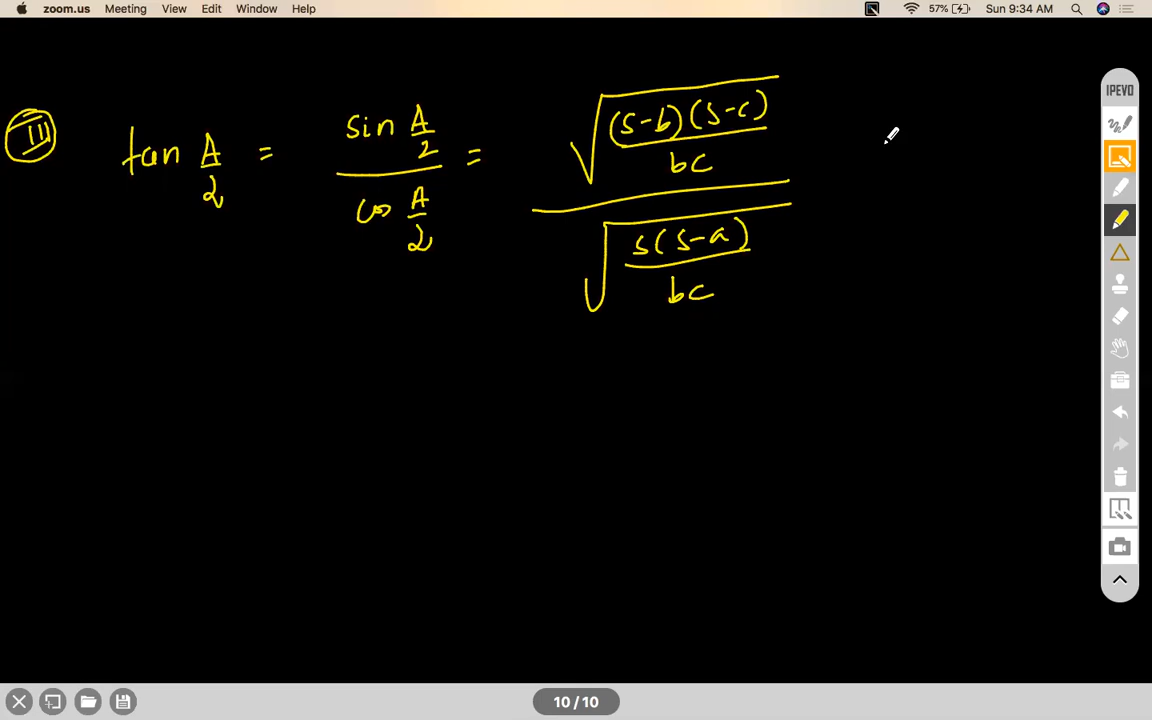 zoom.us Meeting View Edit Window Help 57% Sun 9:34 AM
IPEVO
III tan A/2 = sin A/2 / cos A/2 = √((s-b)(s-c)/bc) / √(s(s-a)/bc)
10/10